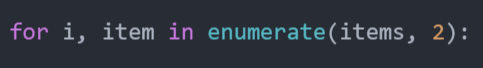 for i, item in enumerate(items, 2):